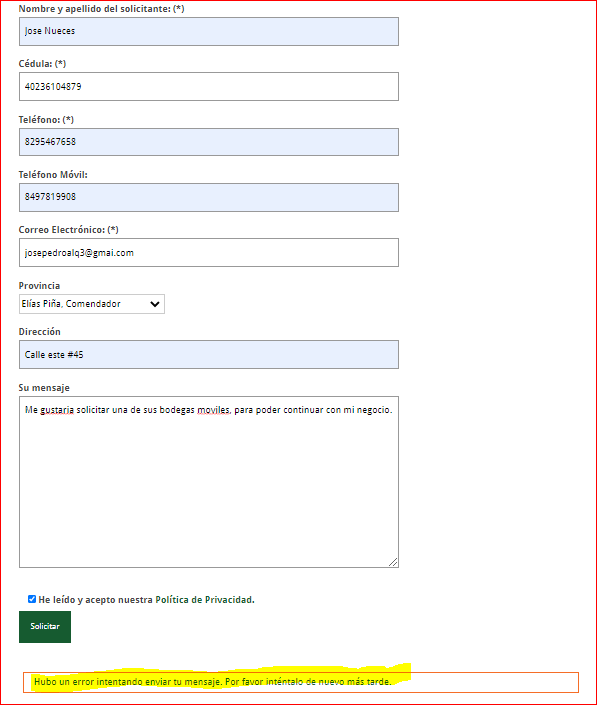 Nombre y apellido del solicitante: (*)
Jose Nueces
Cédula: (*)
40236104879
Teléfono: (*)
8295467658
Teléfono Móvil:
8497819908
Correo Electrónico: (*)
josepedroalq3@gmai.com
Provincia
Elías Piña, Comendador
Dirección
Calle este #45
Su mensaje
Me gustaria solicitar una de sus bodegas moviles, para poder continuar con mi negocio.
He leído y acepto nuestra Política de Privacidad.
Solicitar
Hubo un error intentando enviar tu mensaje. Por favor inténtalo de nuevo más tarde.